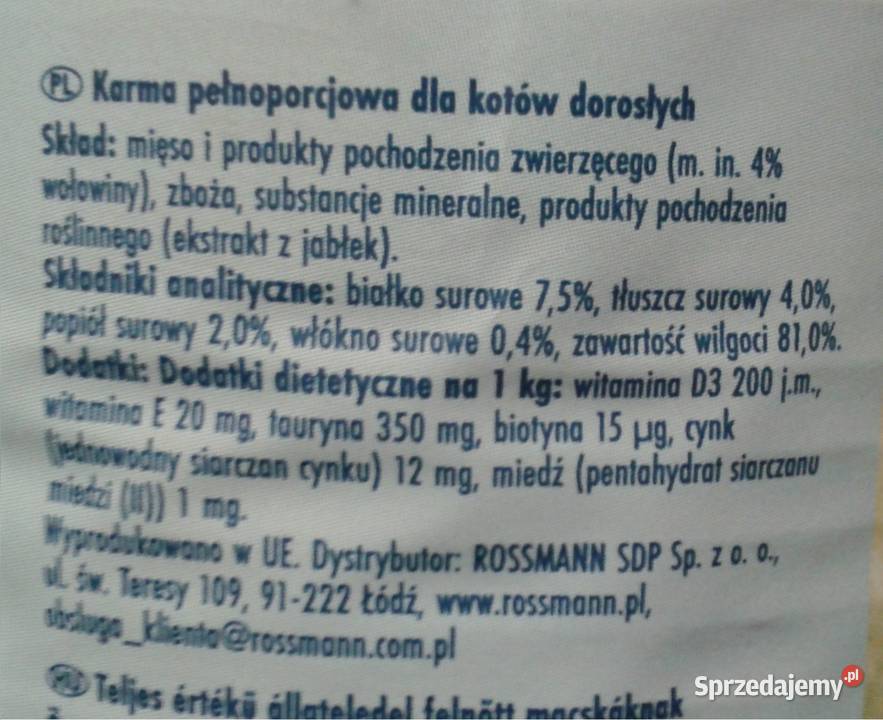 PL Karma pełnoporcjowa dla kotów dorosłych
Skład: mięso i produkty pochodzenia zwierzęcego (m. in. 4%
wołowiny), zboża, substancje mineralne, produkty pochodzenia
roślinnego (ekstrakt z jabłek).
Składniki analityczne: białko surowe 7,5%, tłuszcz surowy 4,0%,
popiół surowy 2,0%, włókno surowe 0,4%, zawartość wilgoci 81,0%.
Dodatki: Dodatki dietetyczne na 1 kg: witamina D3 200 j.m.,
witamina E 20 mg, tauryna 350 mg, biotyna 15 µg, cynk
(jednowodny siarczan cynku) 12 mg, miedź (pentahydrat siarczanu
miedzi (II)) 1 mg.
Wyprodukowano w UE. Dystrybutor: ROSSMANN SDP Sp. z o. o.,
ul. św. Teresy 109, 91-222 Łódź, www.rossmann.pl,
obsluga_klienta@rossmann.com.pl
HU Teljes értékű állateledel felnőtt macskáknak
Sprzedajemy.pl